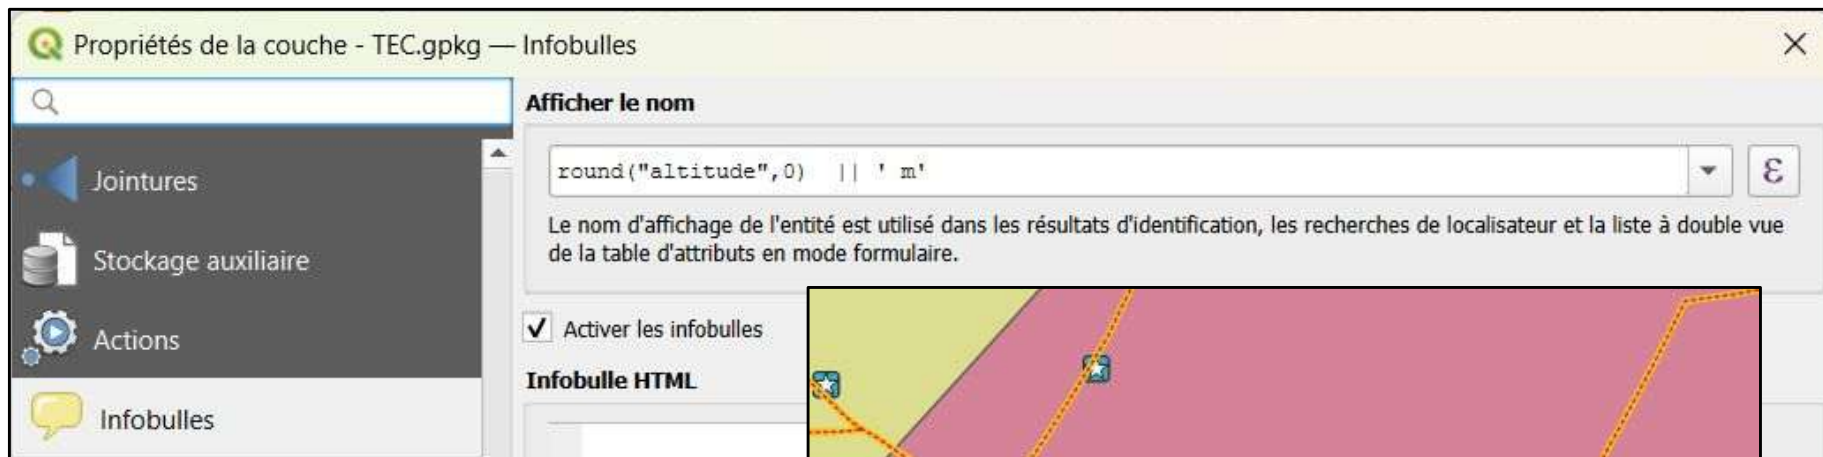 Propriétés de la couche - TEC.gpkg — Infobulles
Afficher le nom
Jointures
round("altitude",0)  || ' m'
ε
Le nom d'affichage de l'entité est utilisé dans les résultats d'identification, les recherches de localisateur et la liste à double vue
de la table d'attributs en mode formulaire.
Stockage auxiliaire
Actions
Activer les infobulles
Infobulle HTML
Infobulles